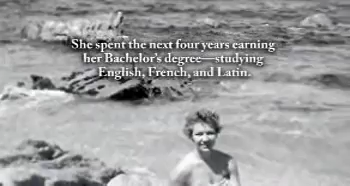 She spent the next four years earning
her Bachelor's degree—studying
English, French, and Latin.